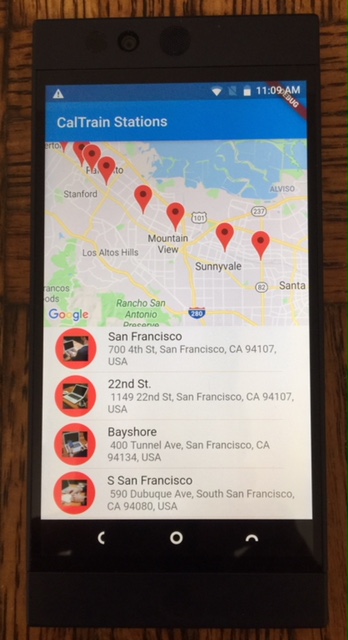 11:09 AM
DEBUG
CalTrain Stations
Stanford
ALVISO
101
237
Mountain
View
Los Altos Hills
Sunnyvale
82
Santa
Rancho San
Antonio
Preserve
Google
280
San Francisco
700 4th St, San Francisco, CA 94107,
USA
22nd St.
1149 22nd St, San Francisco, CA 94107,
USA
Bayshore
400 Tunnel Ave, San Francisco, CA
94134, USA
S San Francisco
590 Dubuque Ave, South San Francisco,
CA 94080, USA